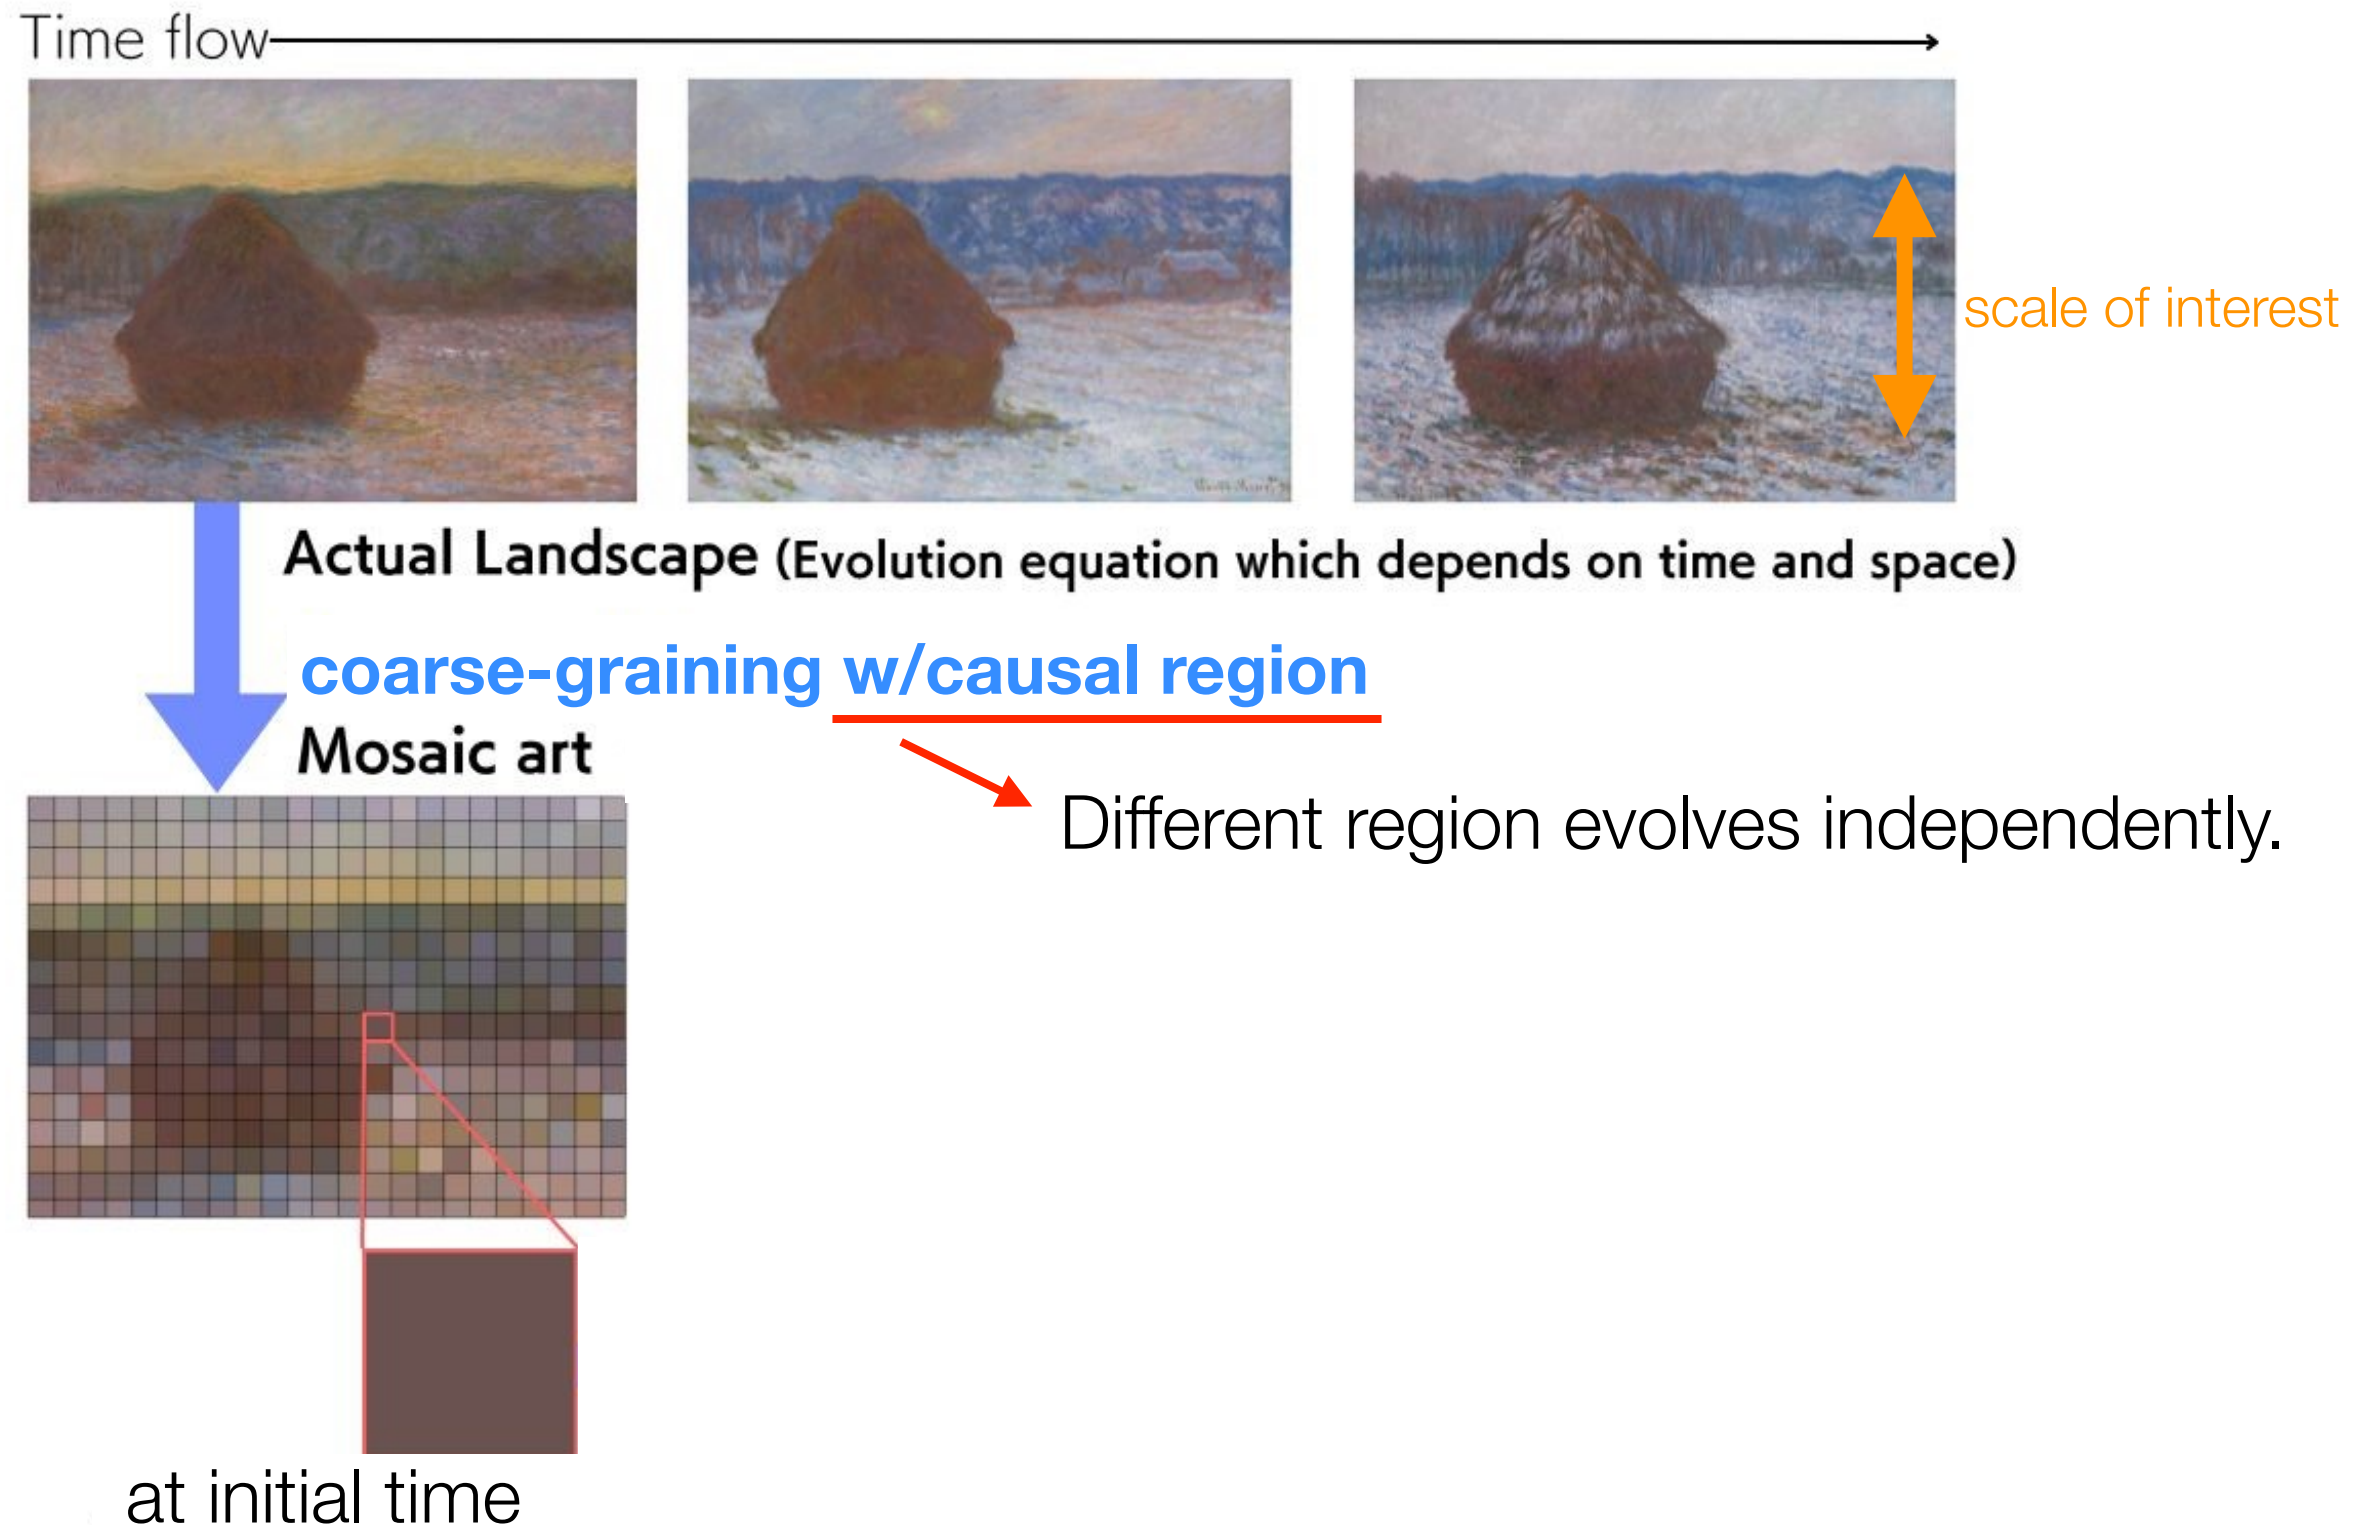 Time flow
scale of interest
Actual Landscape (Evolution equation which depends on time and space)
coarse-graining w/causal region
Mosaic art
Different region evolves independently.
at initial time